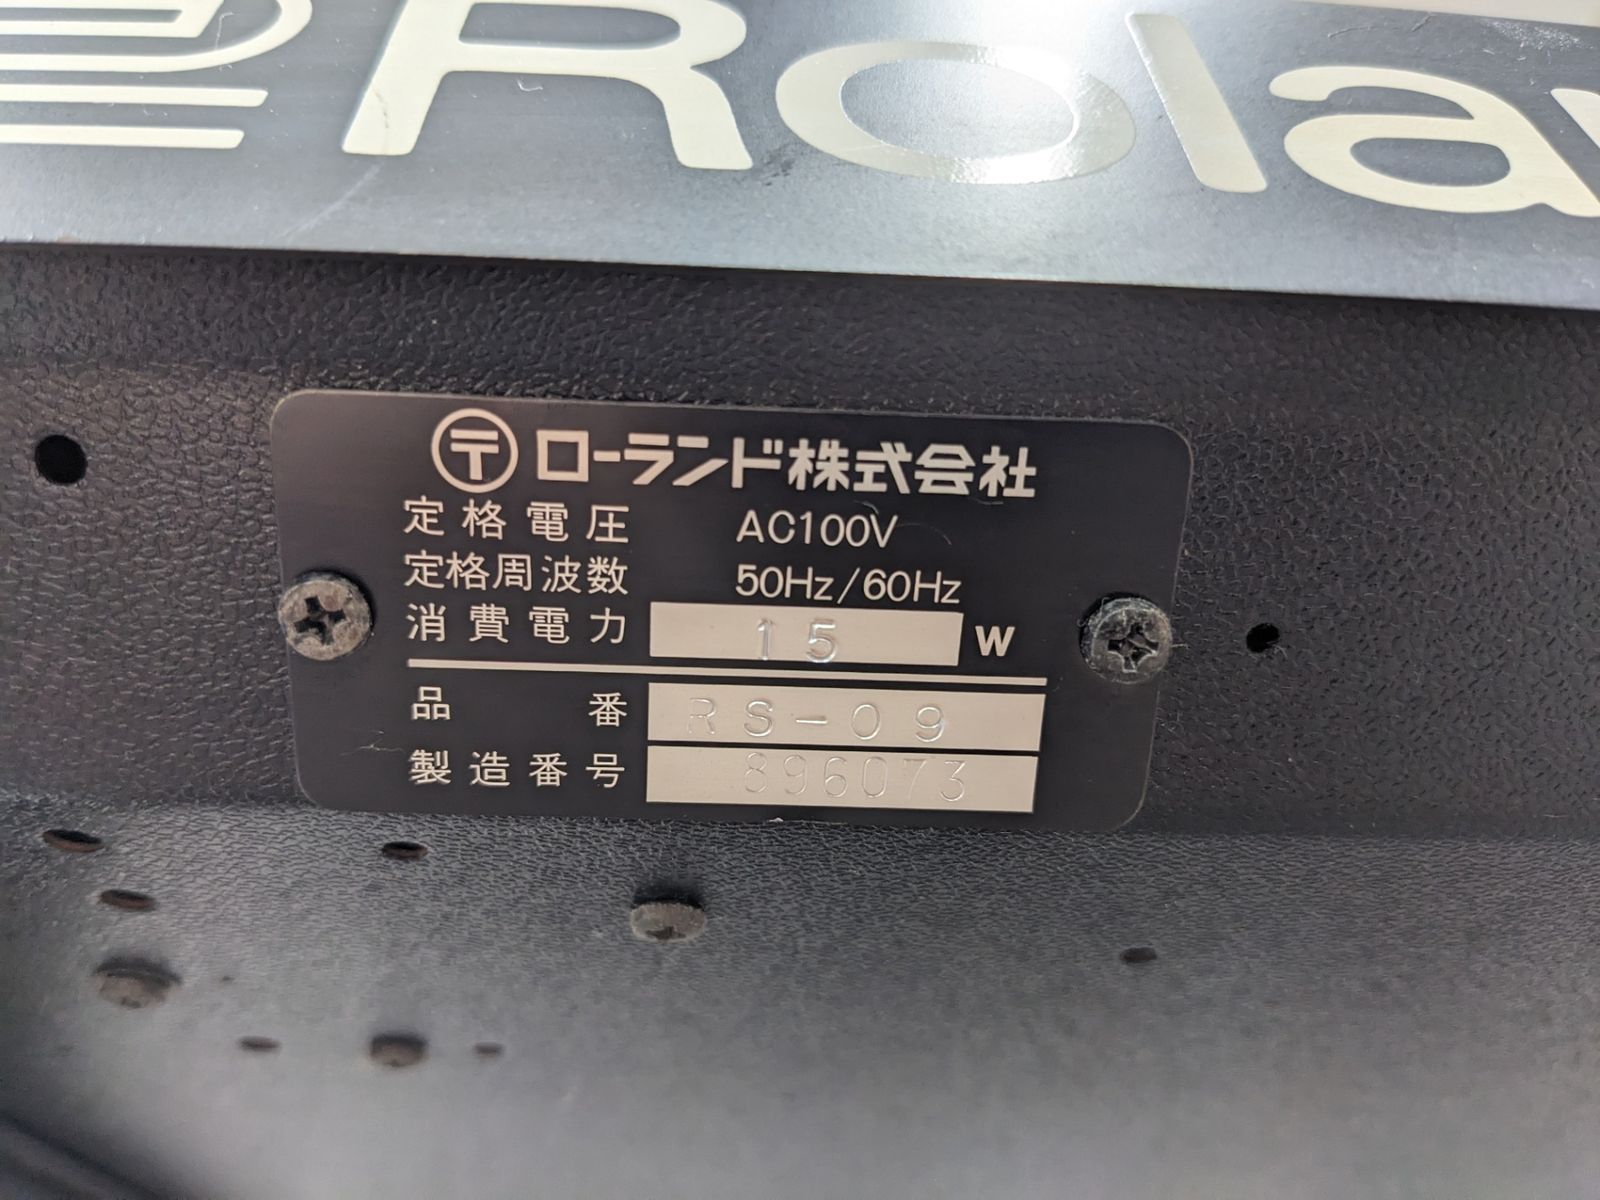 Rola
〒 ローランド株式会社
定格電圧 AC100V
定格周波数 50Hz/60Hz
消費電力 15 W
品番 RS-09
製造番号 896073